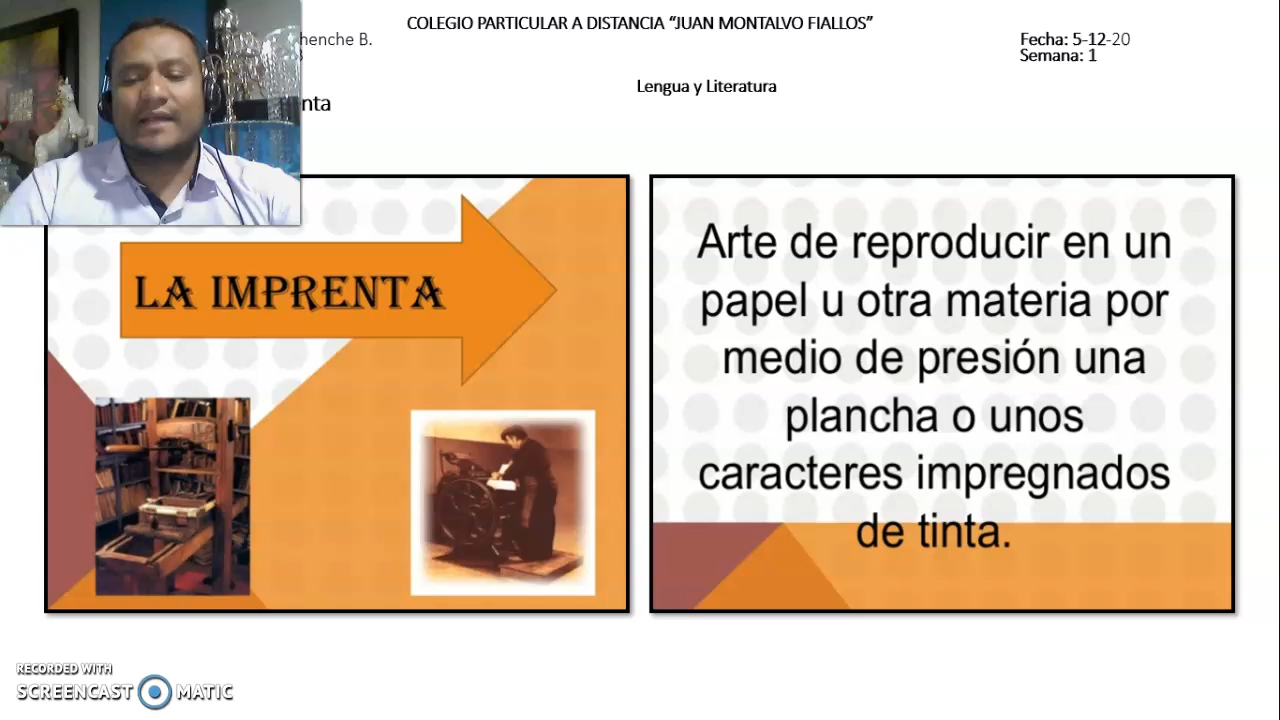 COLEGIO PARTICULAR A DISTANCIA “JUAN MONTALVO FIALLOS”
B.
Fecha: 5-12-20
Semana: 1
Lengua y Literatura
LA IMPRENTA
Arte de reproducir en un
papel u otra materia por
medio de presión una
plancha o unos
caracteres impregnados
de tinta.
RECORDED WITH
SCREENCAST MATIC